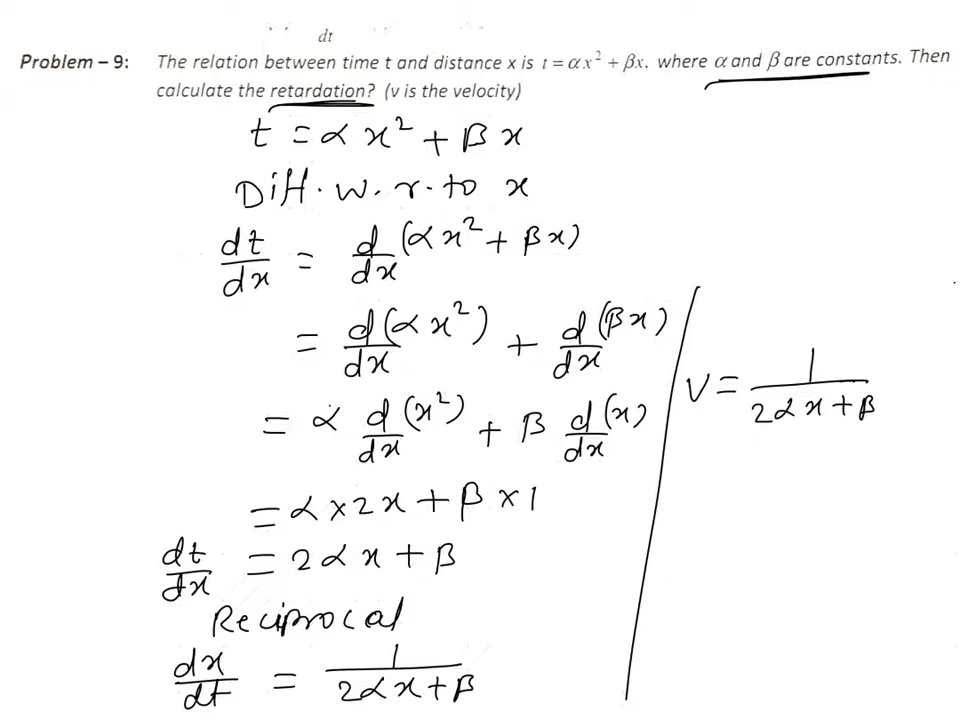 dt
Problem – 9: The relation between time t and distance x is t = αx² + βx, where α and β are constants. Then
calculate the retardation? (v is the velocity)
t = αx² + βx
Diff. w. r. to x
dt/dx = d/dx (αx² + βx)
= d/dx (αx²) + d/dx (βx)
= α d/dx (x²) + β d/dx (x)
= α × 2x + β × 1
dt/dx = 2αx + β
Reciprocal
dx/dt = 1/(2αx + β)
v = 1/(2αx + β)